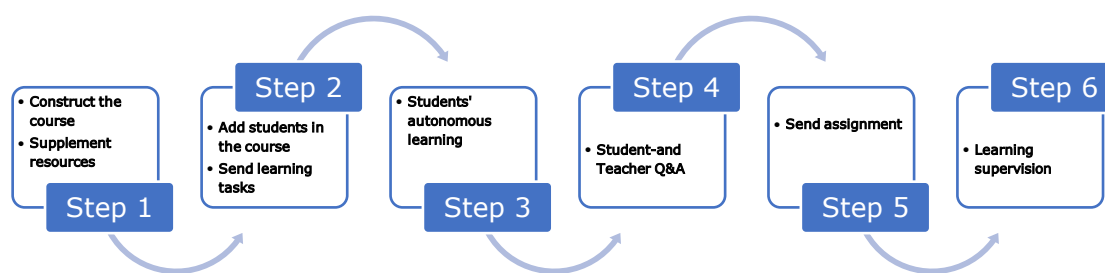 • Construct the
course
• Supplement
resources
Step 1
Step 2
• Add students in
the course
• Send learning
tasks
• Students'
autonomous
learning
Step 3
Step 4
• Student-and
Teacher Q&A
• Send assignment
Step 5
Step 6
• Learning
supervision